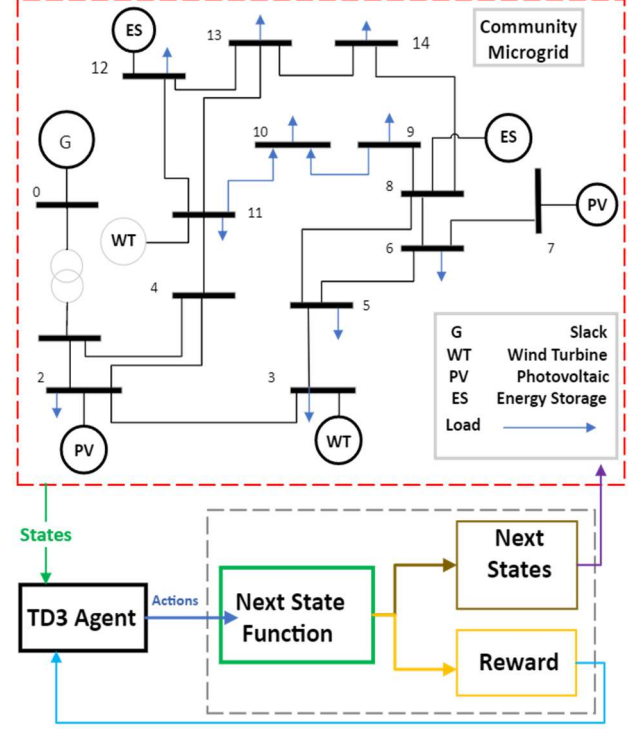 ES
13
14
Community
Microgrid
12
G
10
9
ES
0
8
PV
11
WT
6
7
4
5
G Slack
WT Wind Turbine
PV Photovoltaic
ES Energy Storage
Load
2
3
PV
WT
States
Next
States
TD3 Agent
Actions
Next State
Function
Reward